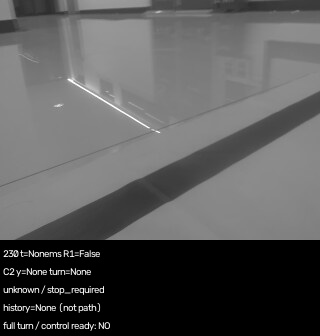 230 t=Nonems R1=False
C2 y=None turn=None
unknown / stop_required
history=None (not path)
full turn / control ready: NO